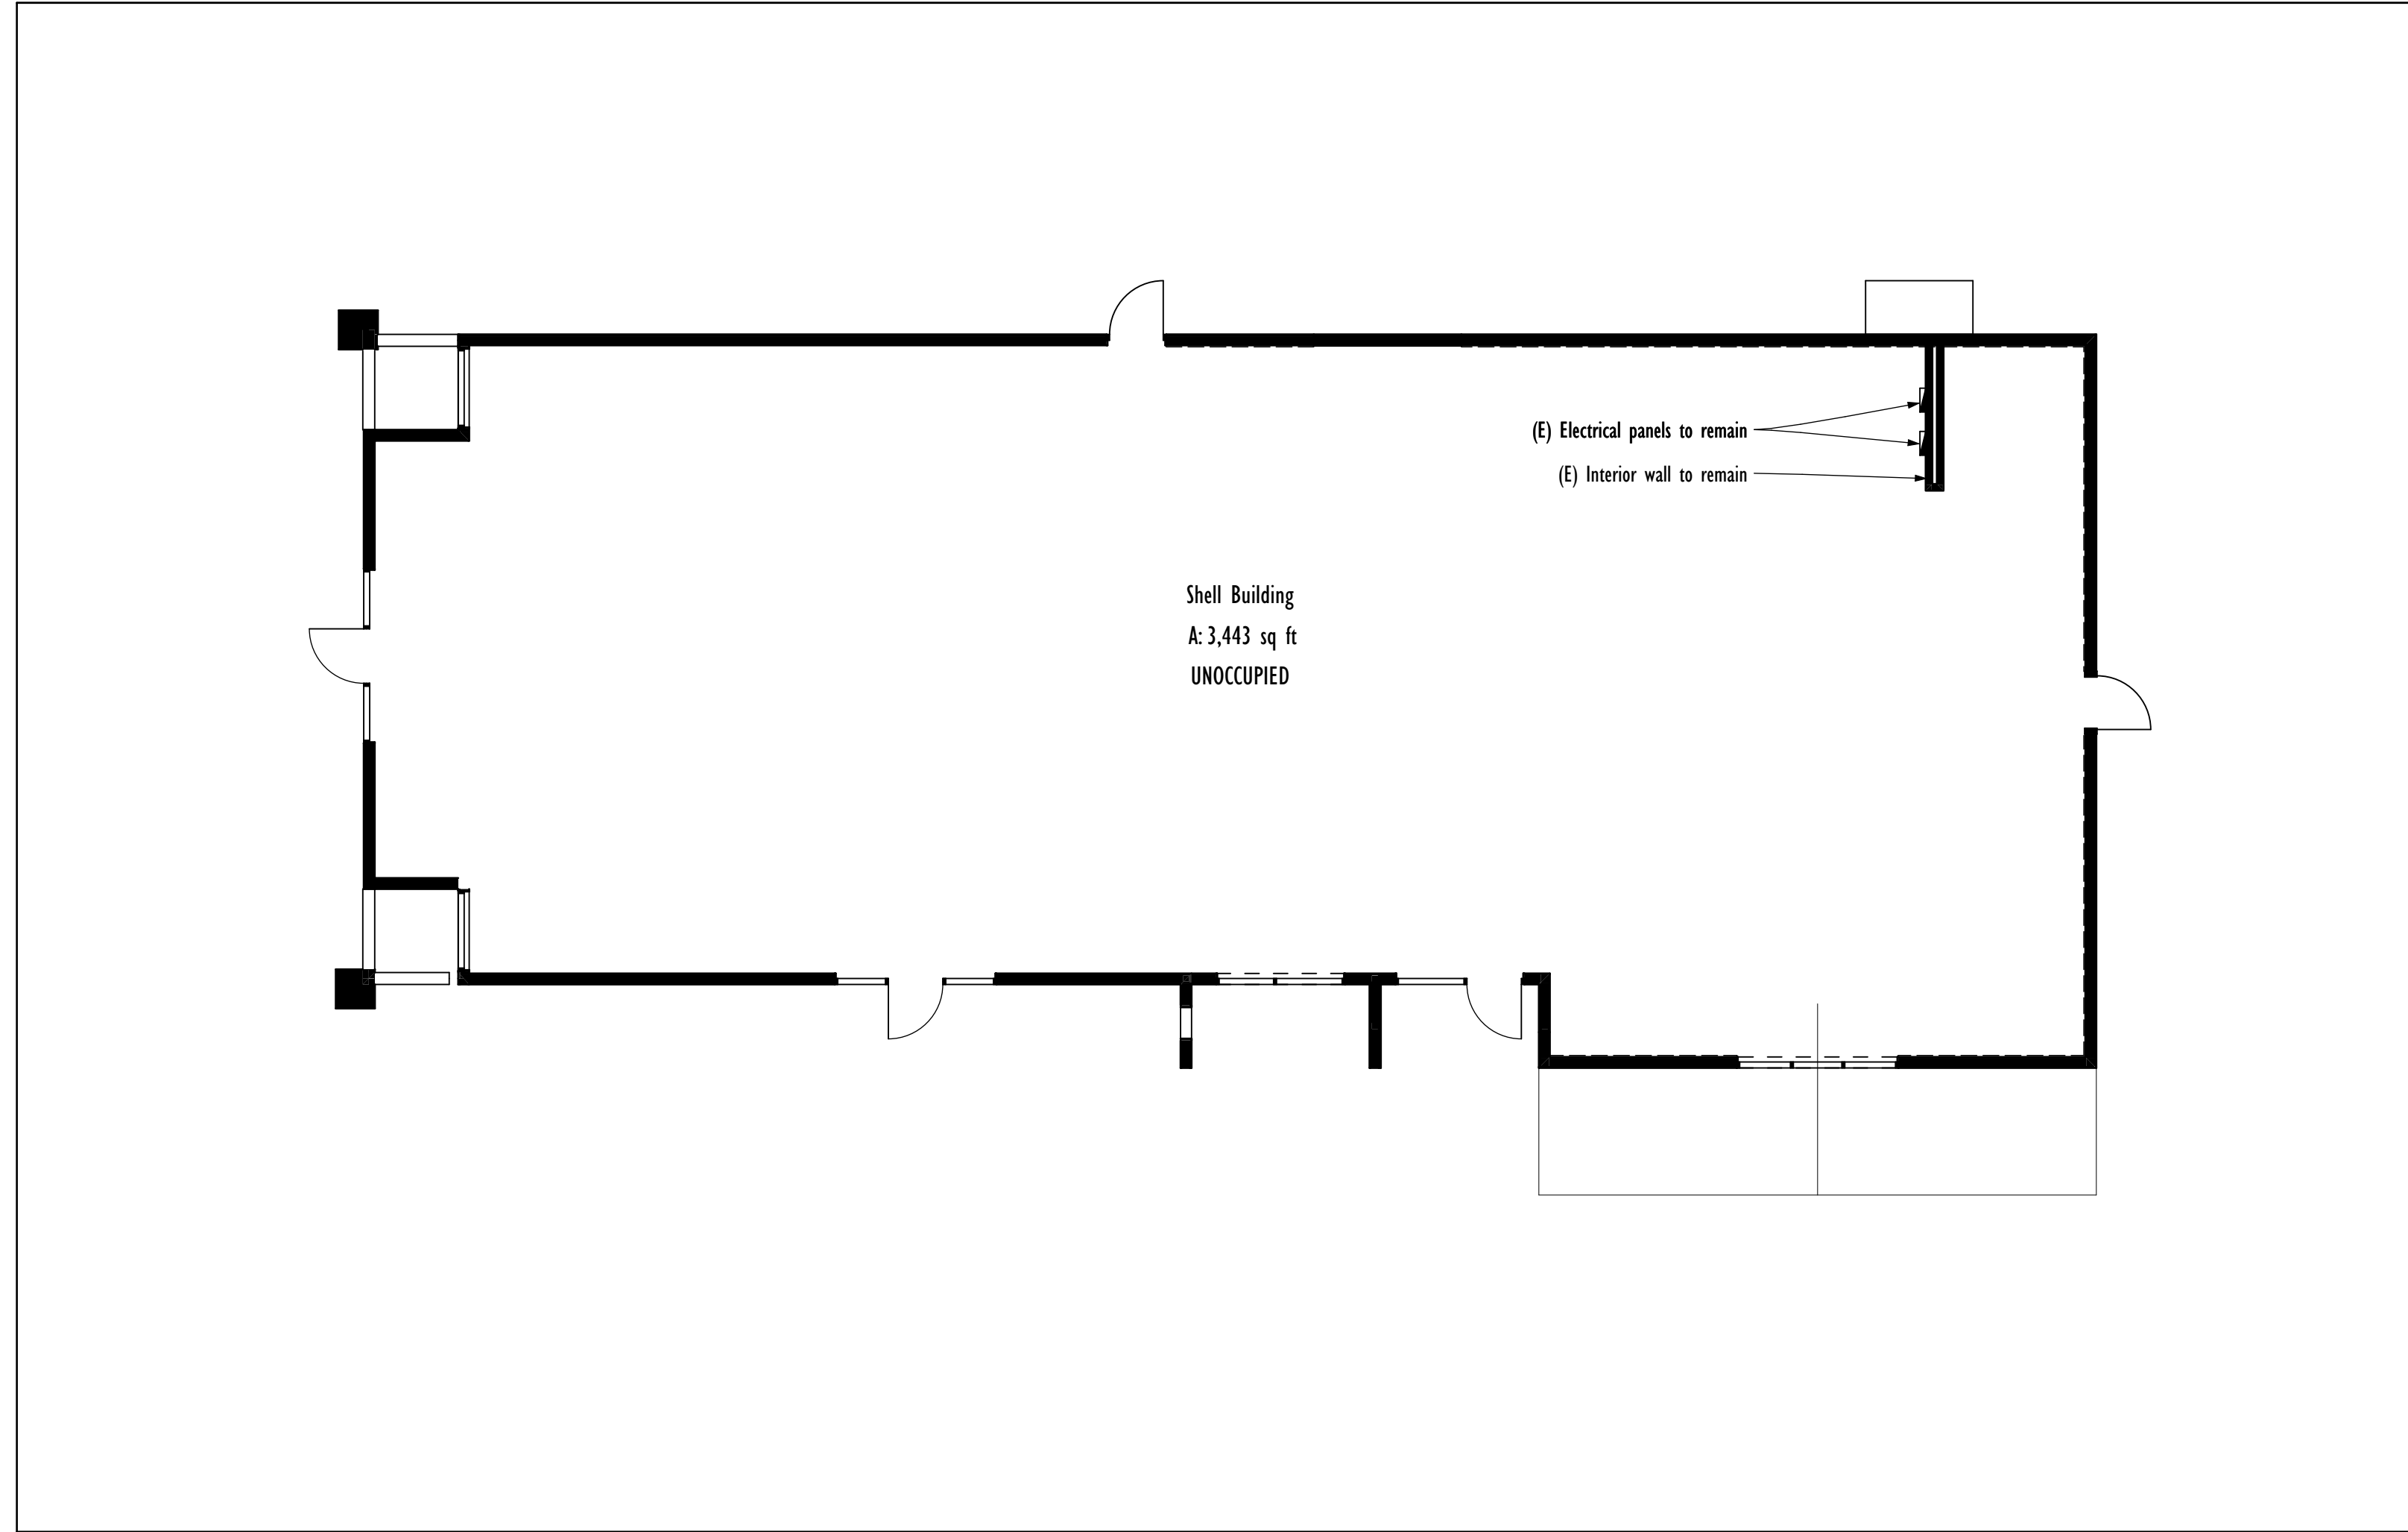 (E) Electrical panels to remain
(E) Interior wall to remain
Shell Building
A: 3,443 sq ft
UNOCCUPIED